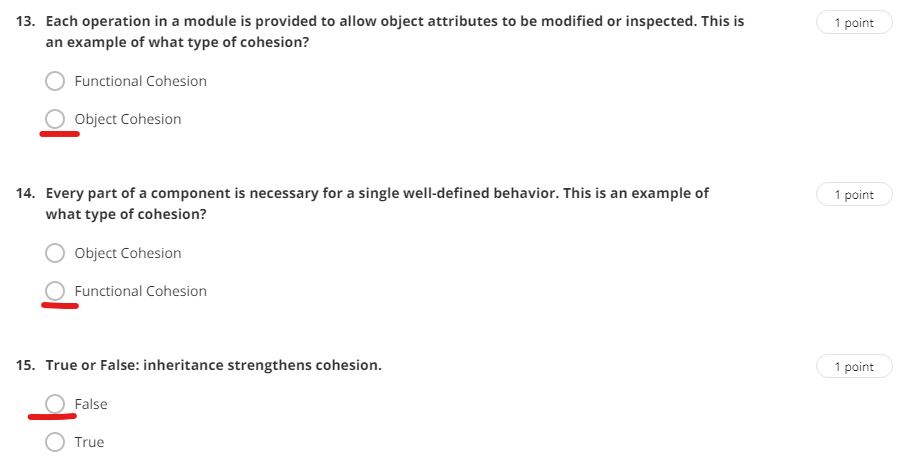 13. Each operation in a module is provided to allow object attributes to be modified or inspected. This is
1 point
an example of what type of cohesion?
Functional Cohesion
Object Cohesion
14. Every part of a component is necessary for a single well-defined behavior. This is an example of
1 point
what type of cohesion?
Object Cohesion
Functional Cohesion
15. True or False: inheritance strengthens cohesion.
1 point
False
True